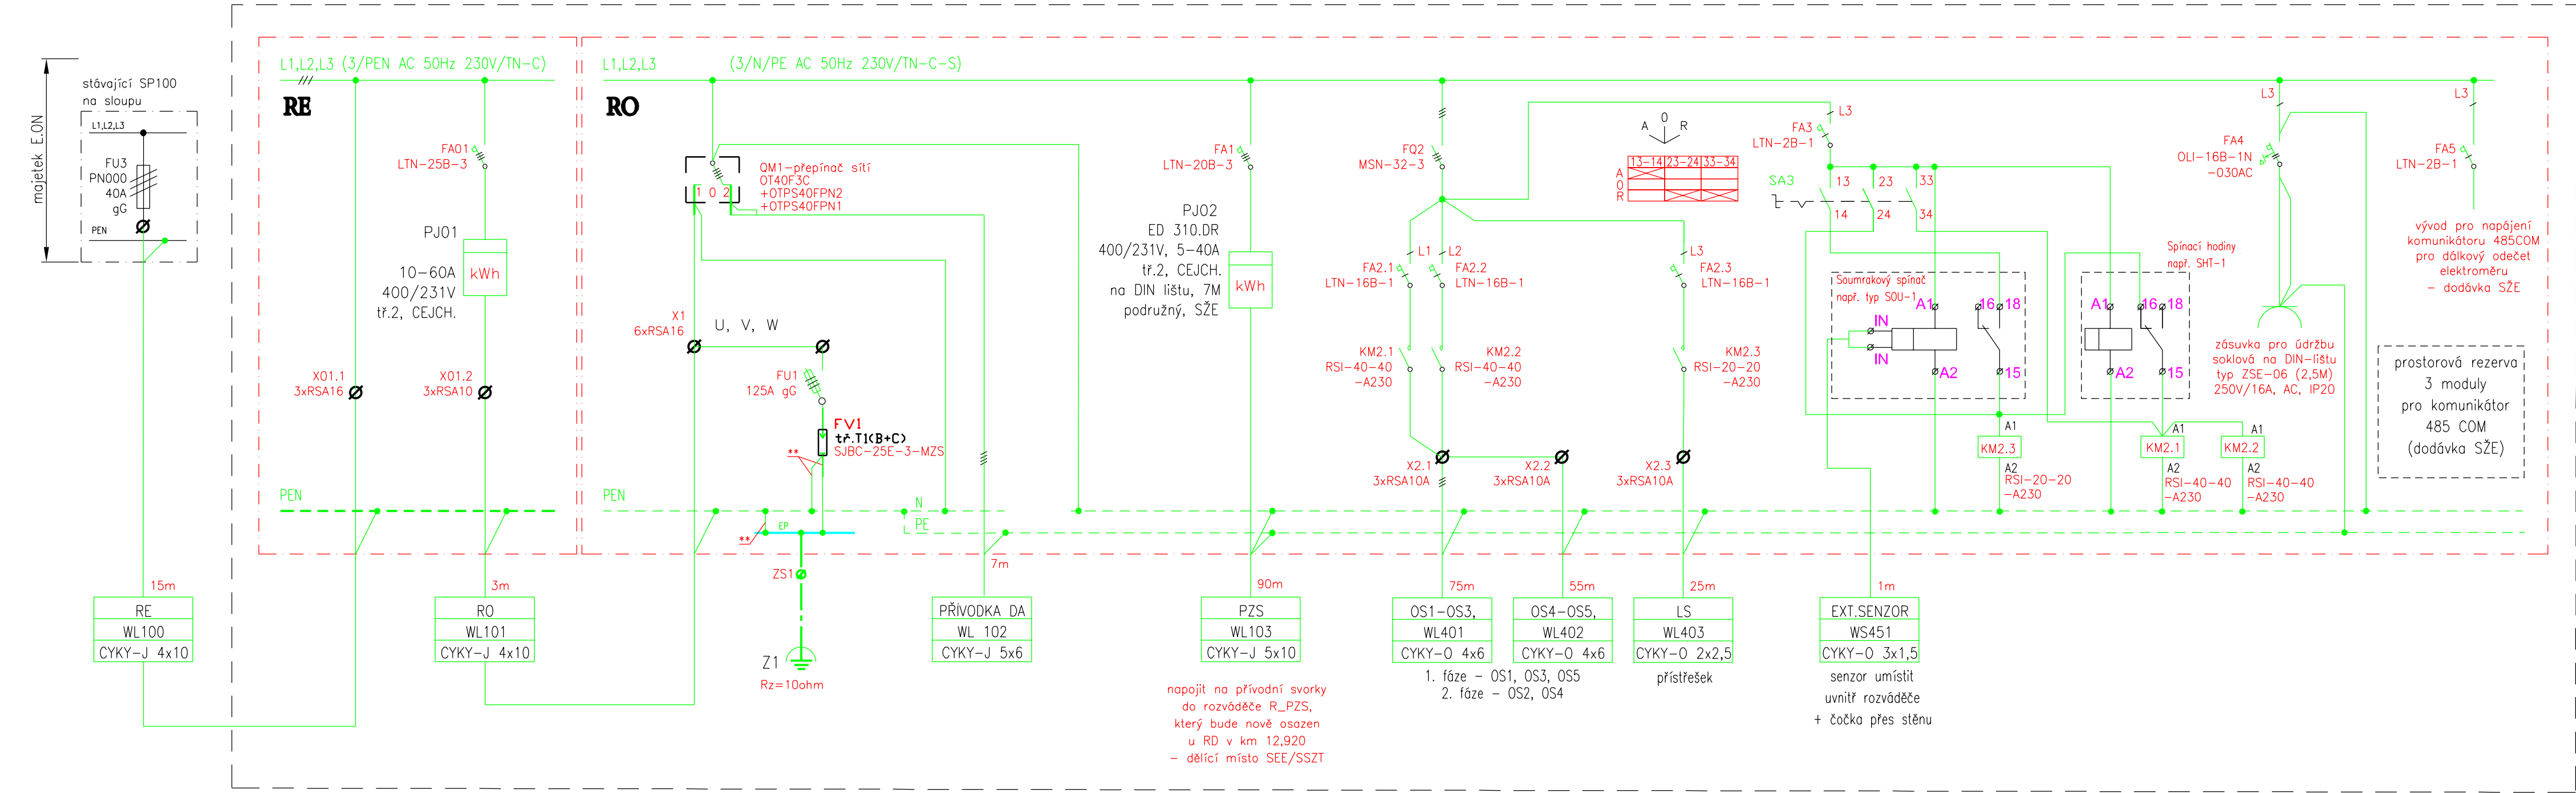 majetek E.ON
stávající SP100
na sloupu
L1,L2,L3
FU3
PN000
40A
gG
PEN
15m
RE
WL100
CYKY-J 4x10
L1,L2,L3 (3/PEN AC 50Hz 230V/TN-C)
RE
FA01
LTN-25B-3
PJ01
10-60A
400/231V
tř.2, CEJCH.
kWh
X01.1
3xRSA16
X01.2
3xRSA10
PEN
3m
RO
WL101
CYKY-J 4x10
L1,L2,L3
(3/N/PE AC 50Hz 230V/TN-C-S)
RO
1 0 2
QM1-přepínač sítí
OT40F3C
+OTPS40FPN2
+OTPS40FPN1
X1
6xRSA16
U, V, W
FU1
125A gG
FV1
tř.T1(B+C)
SJBC-25E-3-MZS
**
PEN
N
PE
EP
**
ZS1
Z1
Rz=10ohm
7m
PŘÍVODKA DA
WL 102
CYKY-J 5x6
FA1
LTN-20B-3
PJ02
ED 310.DR
400/231V, 5-40A
tř.2, CEJCH.
na DIN lištu, 7M
podružný, SŽE
kWh
90m
PZS
WL103
CYKY-J 5x10
napojit na přívodní svorky
do rozváděče R_PZS,
který bude nově osazen
u RD v km 12,920
- dělící místo SEE/SSZT
FQ2
MSN-32-3
L1
L2
L3
FA2.1
LTN-16B-1
FA2.2
LTN-16B-1
FA2.3
LTN-16B-1
KM2.1
RSI-40-40
-A230
KM2.2
RSI-40-40
-A230
KM2.3
RSI-20-20
-A230
X2.1
3xRSA10A
X2.2
3xRSA10A
X2.3
3xRSA10A
75m
OS1-OS3,
WL401
CYKY-O 4x6
55m
OS4-OS5,
WL402
CYKY-O 4x6
1. fáze - OS1, OS3, OS5
2. fáze - OS2, OS4
25m
LS
WL403
CYKY-O 2x2,5
přístřešek
A 0 R
13-14 23-24 33-34
A
0
R
L3
FA3
LTN-2B-1
SA3
13 23 33
14 24 34
Soumrakový spínač
např. typ SOU-1
IN
IN
A1
A2
16 18
15
Spínací hodiny
např. SHT-1
A1
A2
16 18
15
A1
KM2.3
A2
RSI-20-20
-A230
A1
KM2.1
A2
RSI-40-40
-A230
A1
KM2.2
A2
RSI-40-40
-A230
1m
EXT.SENZOR
WS451
CYKY-O 3x1,5
senzor umístit
uvnitř rozváděče
+ čočka přes stěnu
L3
FA4
OLI-16B-1N
-030AC
zásuvka pro údržbu
soklová na DIN-lištu
typ ZSE-06 (2,5M)
250V/16A, AC, IP20
L3
FA5
LTN-2B-1
vývod pro napájení
komunikátoru 485COM
pro dálkový odečet
elektroměru
- dodávka SŽE
prostorová rezerva
3 moduly
pro komunikátor
485 COM
(dodávka SŽE)